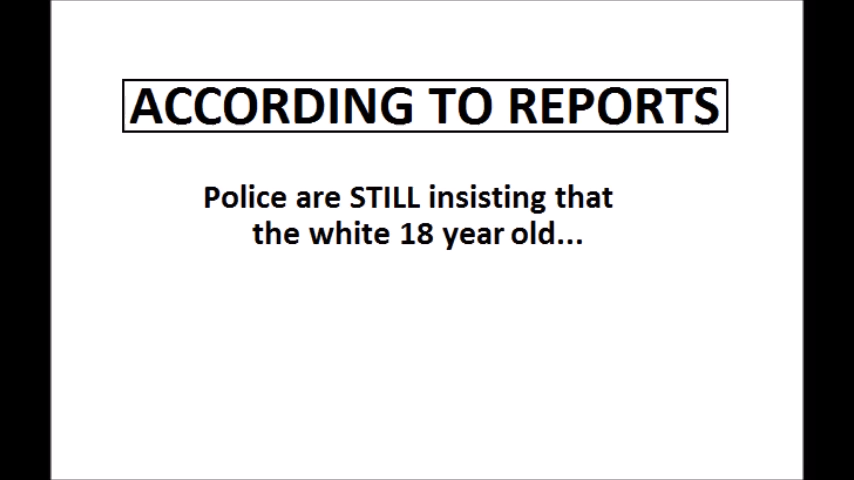 ACCORDING TO REPORTS
Police are STILL insisting that
the white 18 year old...